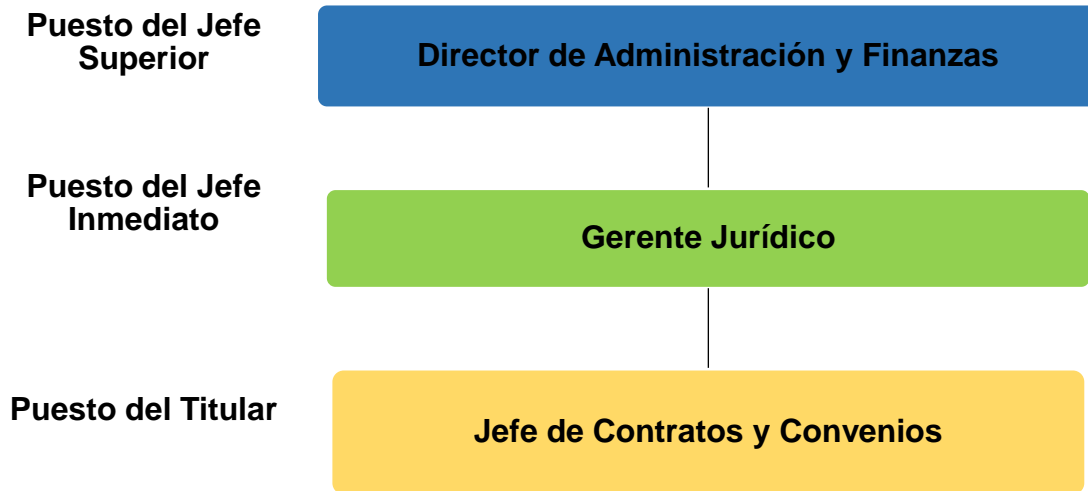 Puesto del Jefe
Superior
Director de Administración y Finanzas
Puesto del Jefe
Inmediato
Gerente Jurídico
Puesto del Titular
Jefe de Contratos y Convenios